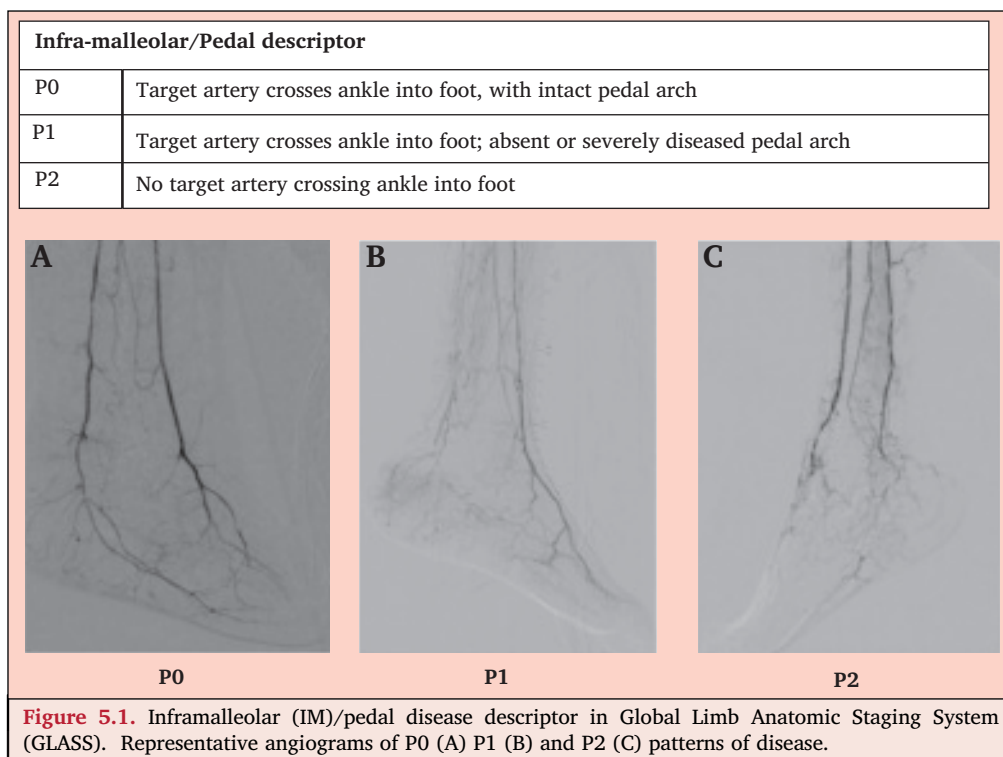 Infra-malleolar/Pedal descriptor
P0 Target artery crosses ankle into foot, with intact pedal arch
P1 Target artery crosses ankle into foot; absent or severely diseased pedal arch
P2 No target artery crossing ankle into foot
A B C
P0 P1 P2
Figure 5.1. Inframalleolar (IM)/pedal disease descriptor in Global Limb Anatomic Staging System
(GLASS). Representative angiograms of P0 (A) P1 (B) and P2 (C) patterns of disease.